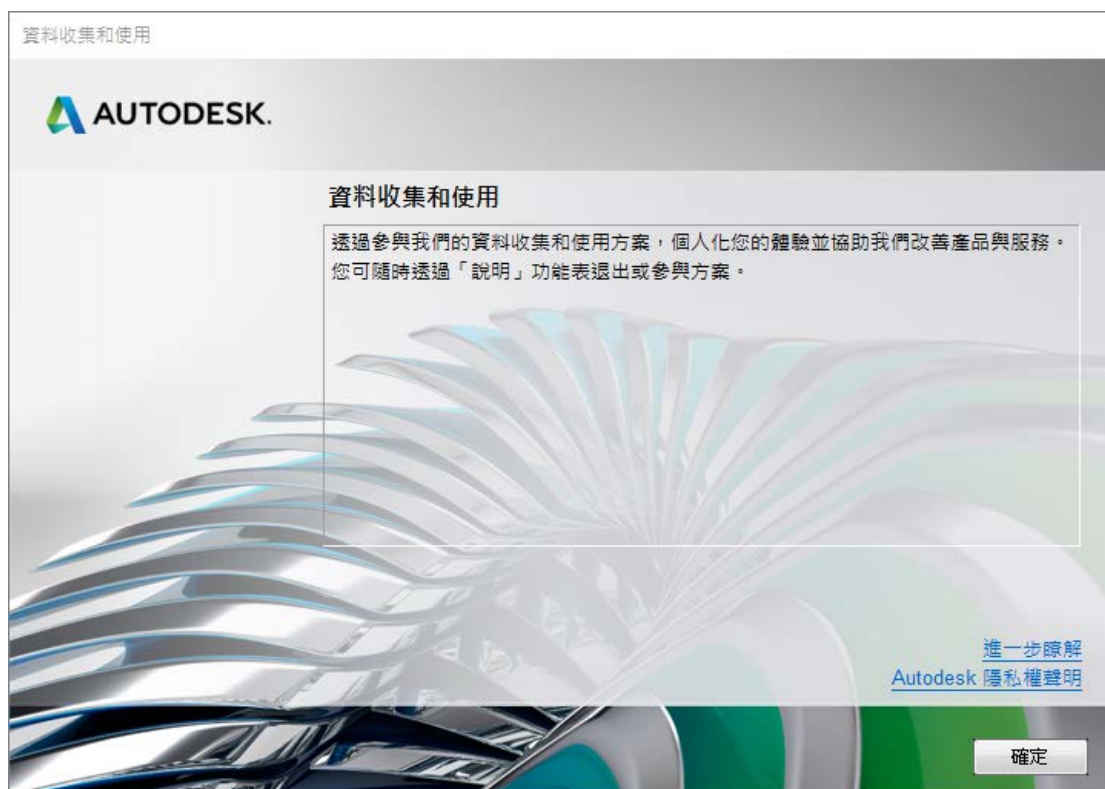 資料收集和使用
AUTODESK.
資料收集和使用
透過參與我們的資料收集和使用方案，個人化您的體驗並協助我們改善產品與服務。
您可隨時透過「說明」功能表退出或參與方案。
進一步瞭解
Autodesk 隱私權聲明
確定